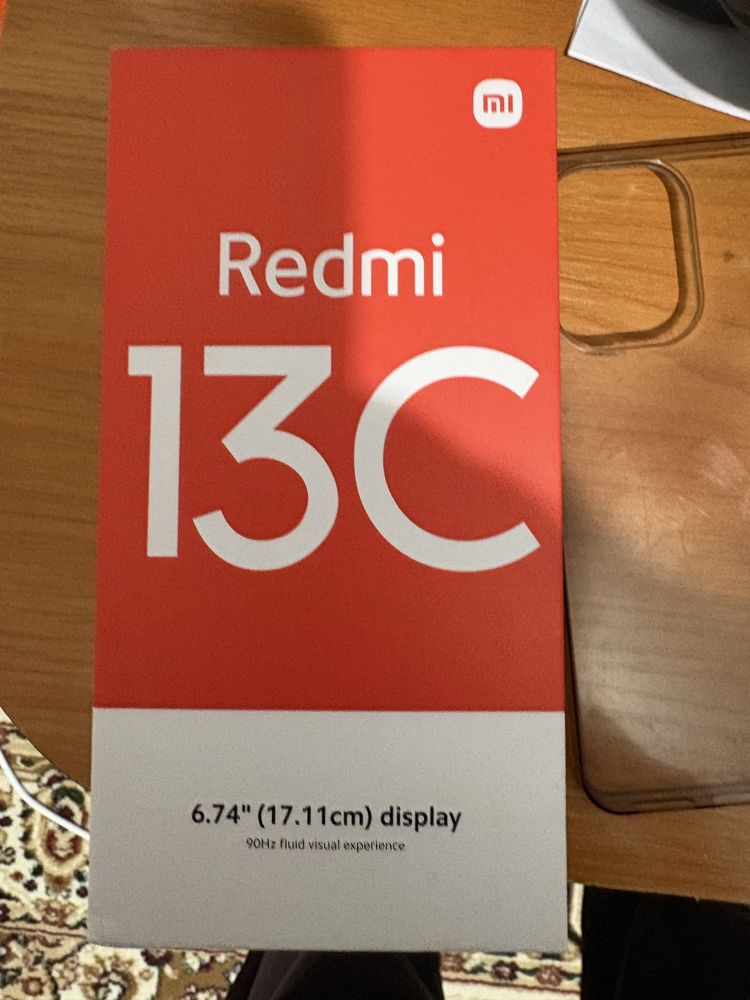 mi
Redmi
13C
6.74" (17.11cm) display
90Hz fluid visual experience